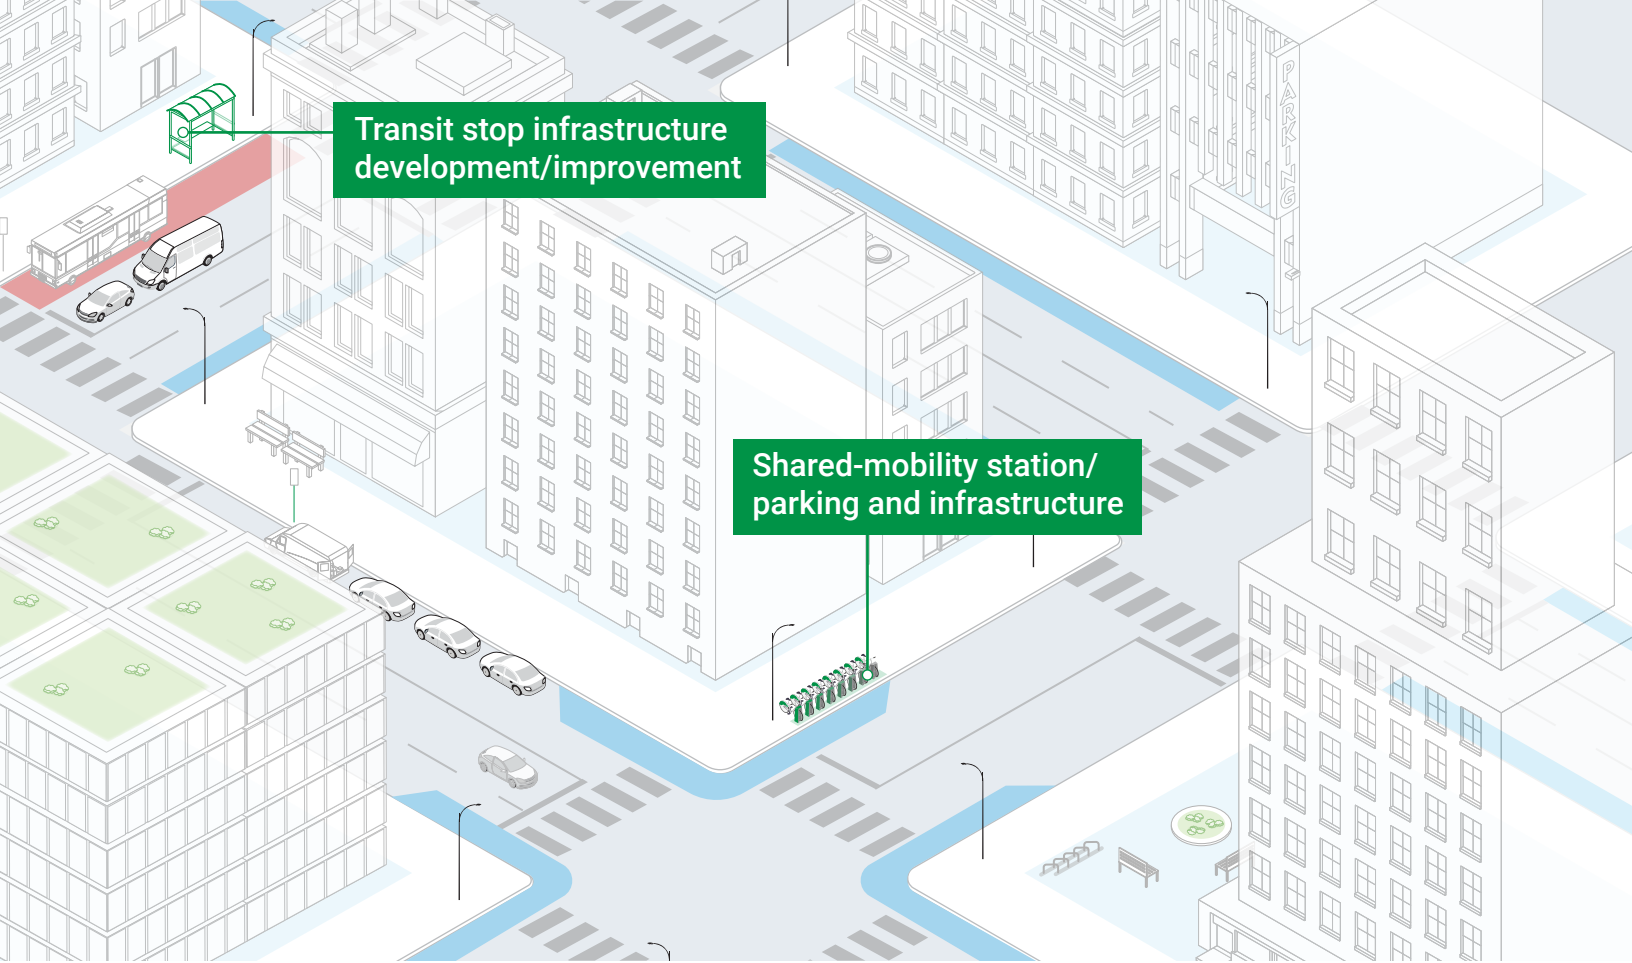 PARKING
Transit stop infrastructure
development/improvement
Shared-mobility station/
parking and infrastructure